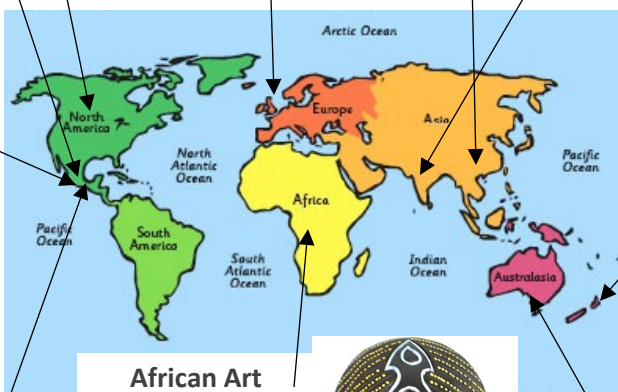 Arctic Ocean
North
America
Europe
Asia
North
Atlantic
Ocean
Pacific
Ocean
Africa
Pacific
Ocean
South
America
South
Atlantic
Ocean
Indian
Ocean
Australasia
African Art